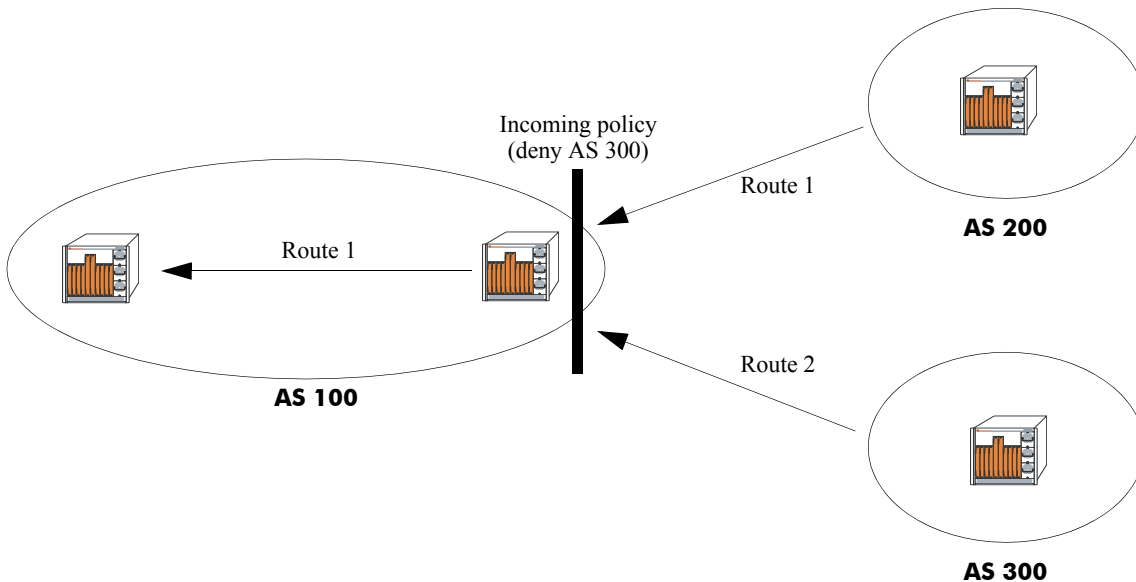 Incoming policy
(deny AS 300)
Route 1
AS 200
Route 1
AS 100
Route 2
AS 300